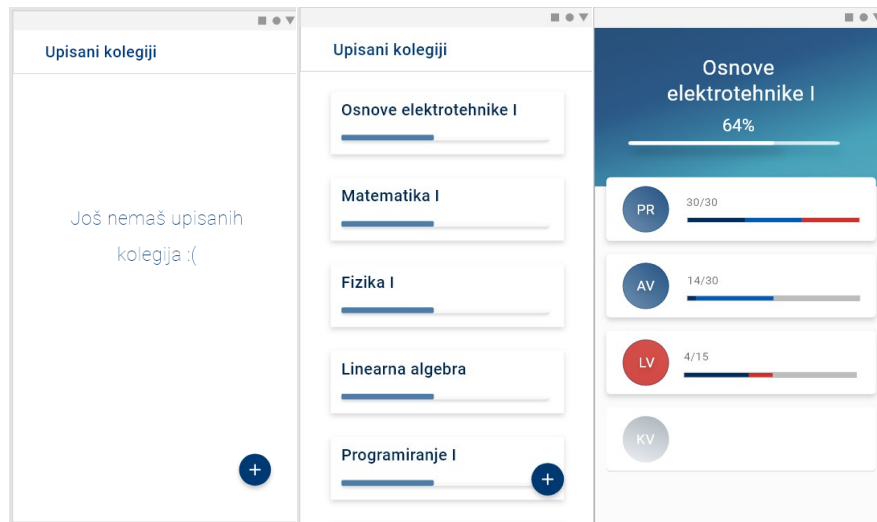 Upisani kolegiji
Još nemaš upisanih
kolegija :(
+
Upisani kolegiji
Osnove elektrotehnike I
Matematika I
Fizika I
Linearna algebra
Programiranje I
+
Osnove
elektrotehnike I
64%
PR
30/30
AV
14/30
LV
4/15
KV